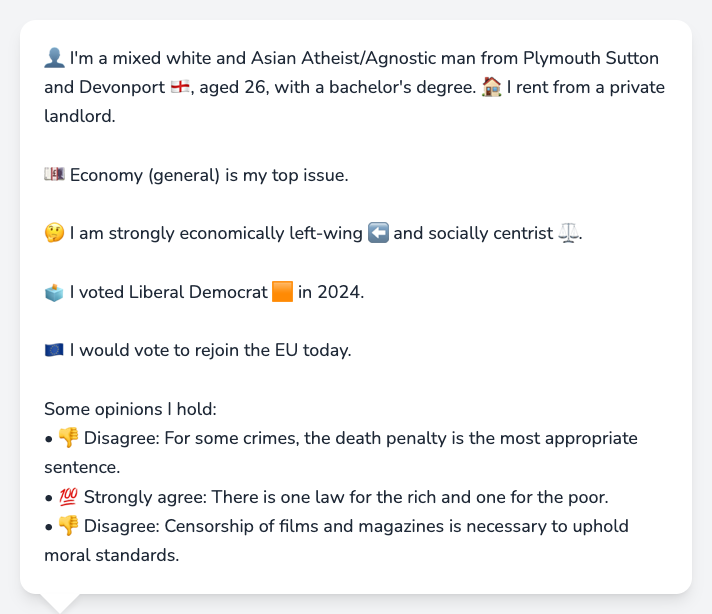 👤 I'm a mixed white and Asian Atheist/Agnostic man from Plymouth Sutton
and Devonport 🏴󠁧󠁢󠁥󠁮󠁧󠁿, aged 26, with a bachelor's degree. 🏠 I rent from a private
landlord.
💷 Economy (general) is my top issue.
🤔 I am strongly economically left-wing ⬅️ and socially centrist ⚖️.
🗳️ I voted Liberal Democrat 🟧 in 2024.
🇪🇺 I would vote to rejoin the EU today.
Some opinions I hold:
• 👎 Disagree: For some crimes, the death penalty is the most appropriate
sentence.
• 💯 Strongly agree: There is one law for the rich and one for the poor.
• 👎 Disagree: Censorship of films and magazines is necessary to uphold
moral standards.